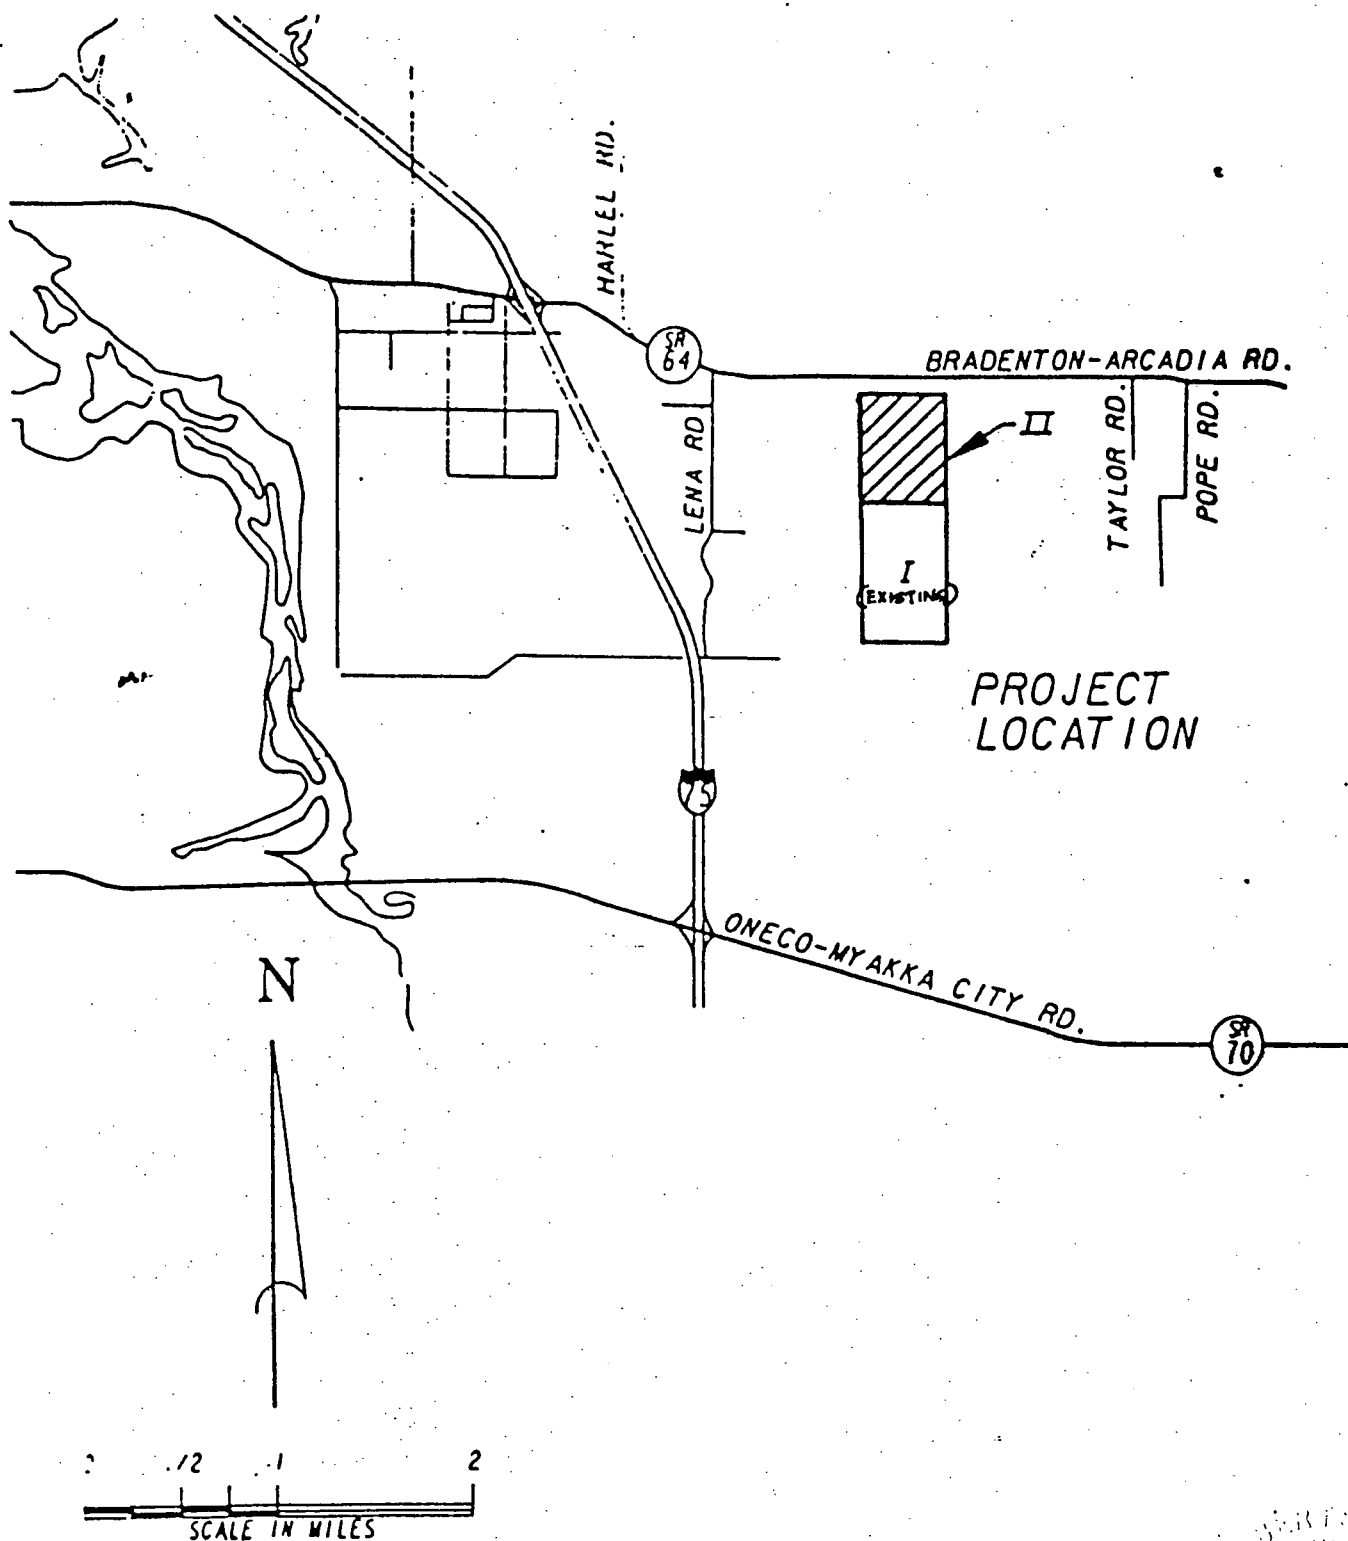 HARLEL RD.
SR
64
BRADENTON-ARCADIA RD.
II
LENA RD
TAYLOR RD.
POPE RD.
I
(EXISTING)
PROJECT
LOCATION
75
ONECO-MYAKKA CITY RD.
SR
70
N
1/2 1 2
SCALE IN MILES